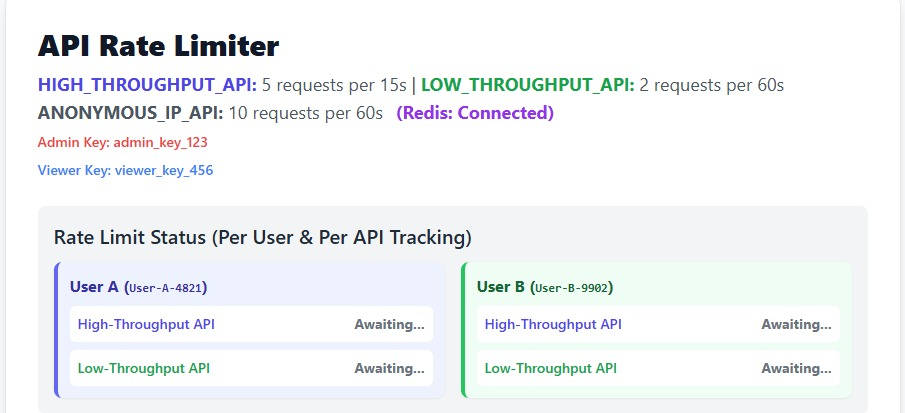 API Rate Limiter
HIGH_THROUGHPUT_API: 5 requests per 15s | LOW_THROUGHPUT_API: 2 requests per 60s
ANONYMOUS_IP_API: 10 requests per 60s (Redis: Connected)
Admin Key: admin_key_123
Viewer Key: viewer_key_456
Rate Limit Status (Per User & Per API Tracking)
User A (User-A-4821)
High-Throughput API Awaiting...
Low-Throughput API Awaiting...
User B (User-B-9902)
High-Throughput API Awaiting...
Low-Throughput API Awaiting...